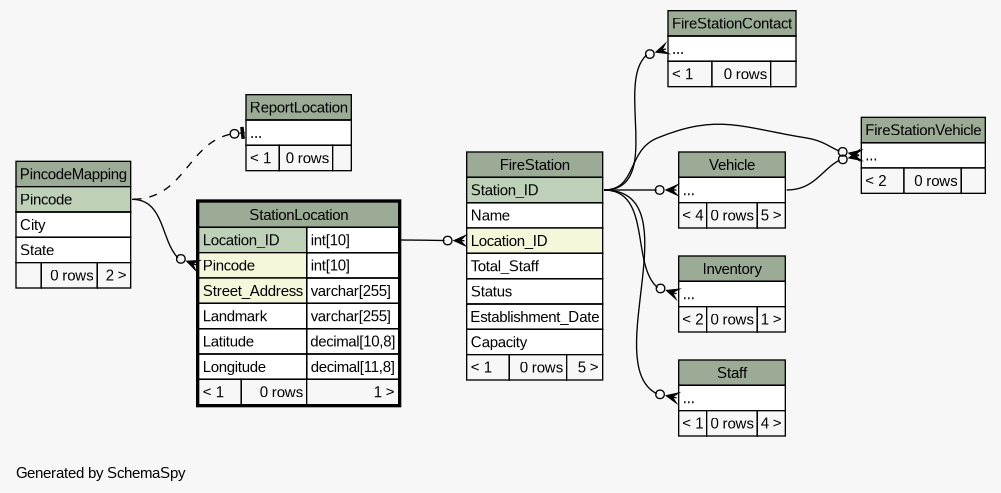 FireStationContact
...
< 1 0 rows
ReportLocation
...
< 1 0 rows
FireStationVehicle
...
< 2 0 rows
PincodeMapping
Pincode
City
State
0 rows 2 >
StationLocation
Location_ID int[10]
Pincode int[10]
Street_Address varchar[255]
Landmark varchar[255]
Latitude decimal[10,8]
Longitude decimal[11,8]
< 1 0 rows 1 >
FireStation
Station_ID
Name
Location_ID
Total_Staff
Status
Establishment_Date
Capacity
< 1 0 rows 5 >
Vehicle
...
< 4 0 rows 5 >
Inventory
...
< 2 0 rows 1 >
Staff
...
< 1 0 rows 4 >
Generated by SchemaSpy